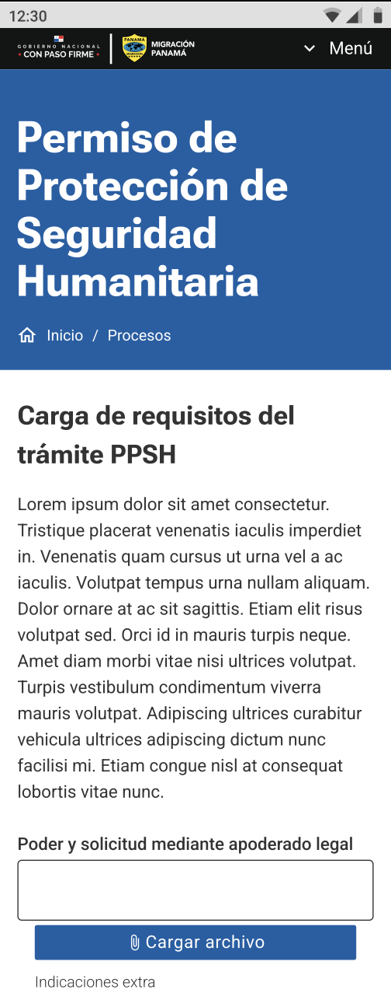 12:30
GOBIERNO NACIONAL
★ CON PASO FIRME ★
PANAMA
MIGRACION
MIGRACIÓN
PANAMÁ
Menú
Permiso de
Protección de
Seguridad
Humanitaria
Inicio / Procesos
Carga de requisitos del
trámite PPSH
Lorem ipsum dolor sit amet consectetur.
Tristique placerat venenatis iaculis imperdiet
in. Venenatis quam cursus ut urna vel a ac
iaculis. Volutpat tempus urna nullam aliquam.
Dolor ornare at ac sit sagittis. Etiam elit risus
volutpat sed. Orci id in mauris turpis neque.
Amet diam morbi vitae nisi ultrices volutpat.
Turpis vestibulum condimentum viverra
mauris volutpat. Adipiscing ultrices curabitur
vehicula ultrices adipiscing dictum nunc
facilisi mi. Etiam congue nisl at consequat
lobortis vitae nunc.
Poder y solicitud mediante apoderado legal
Cargar archivo
Indicaciones extra